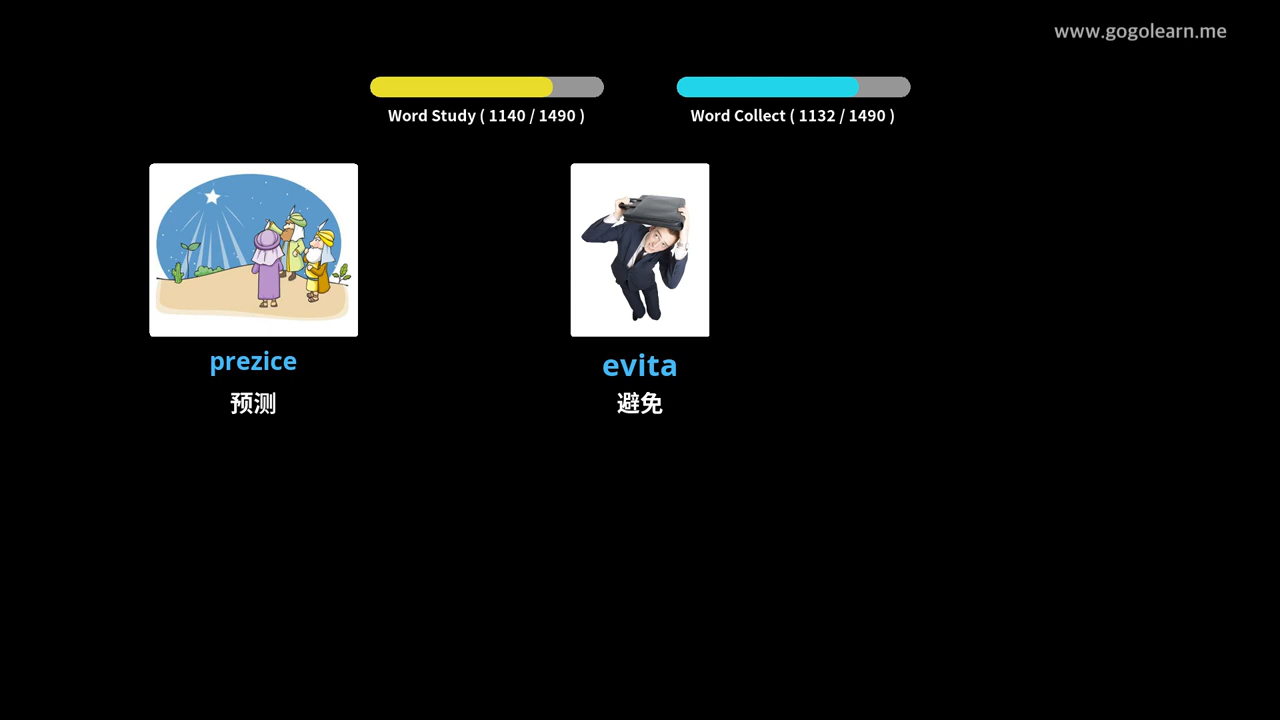 www.gogolearn.me
Word Study ( 1140 / 1490 )
Word Collect ( 1132 / 1490 )
prezice
预测
evita
避免